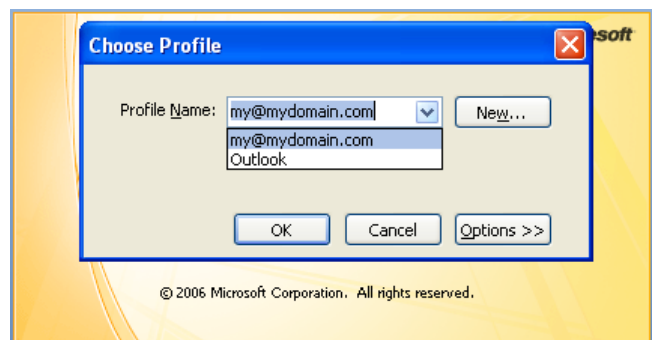 esoft
Choose Profile
Profile Name: my@mydomain.com New...
my@mydomain.com
Outlook
OK Cancel Options >>
© 2006 Microsoft Corporation. All rights reserved.